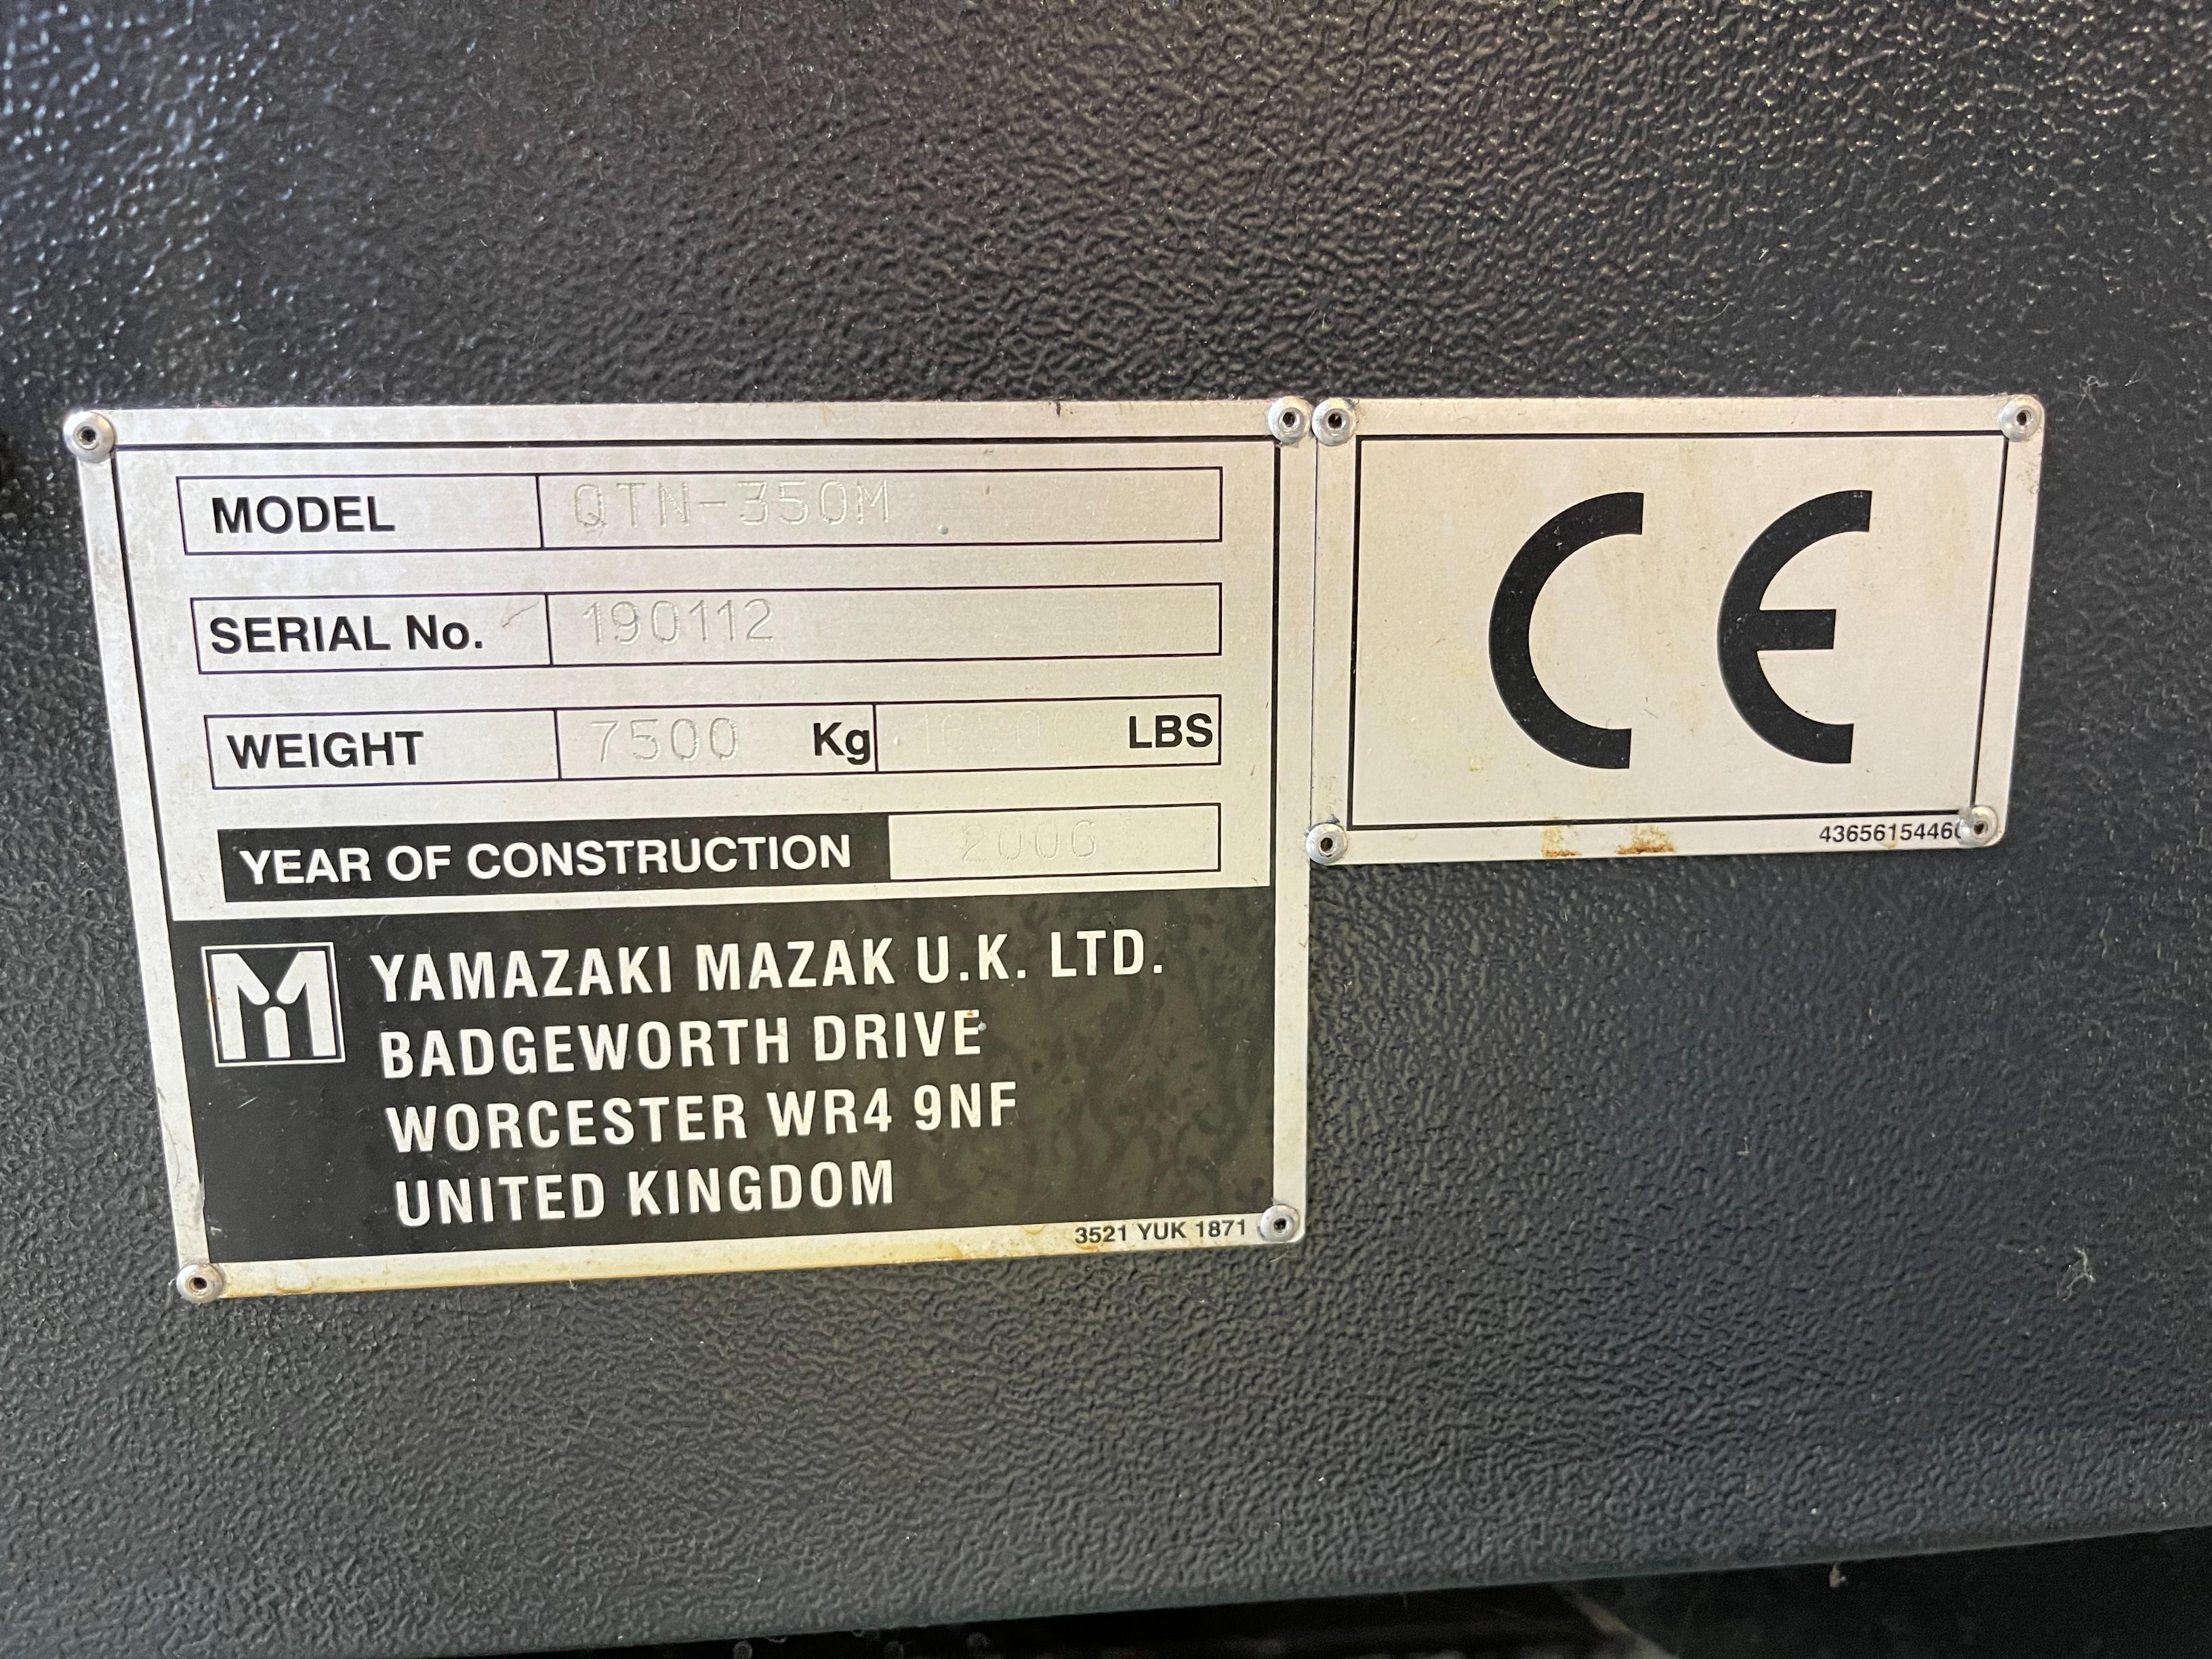 MODEL QTN-350M
SERIAL No. 190112
WEIGHT 7500 Kg LBS
YEAR OF CONSTRUCTION 2006
YAMAZAKI MAZAK U.K. LTD.
BADGEWORTH DRIVE
WORCESTER WR4 9NF
UNITED KINGDOM
3521 YUK 1871
CE